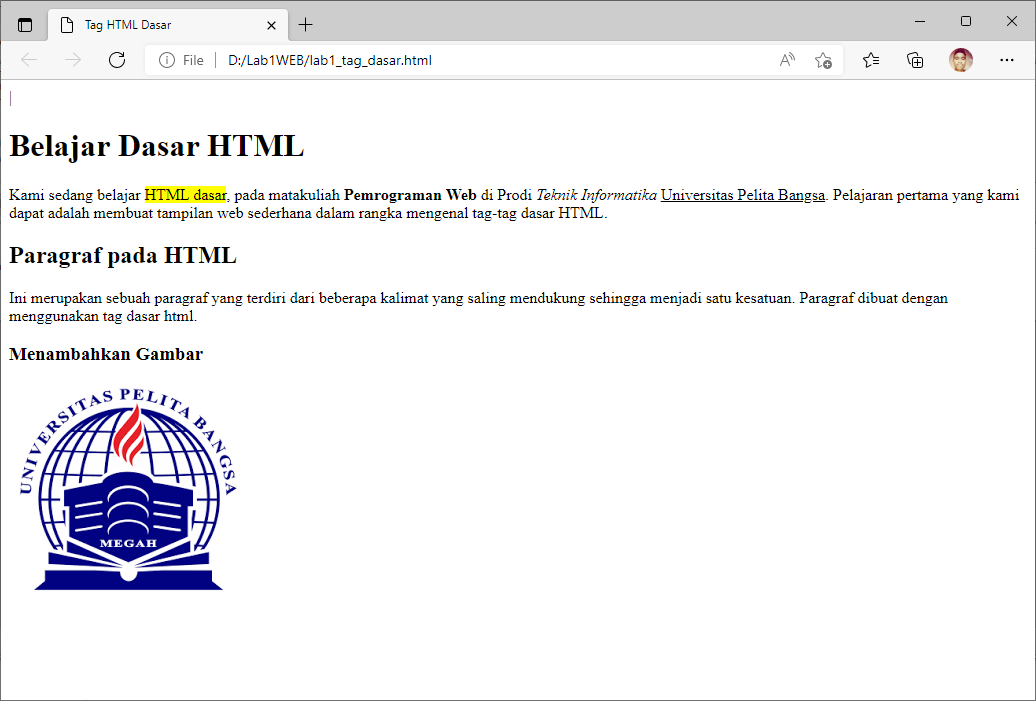 Tag HTML Dasar
File
D:/Lab1WEB/lab1_tag_dasar.html
Belajar Dasar HTML
Kami sedang belajar HTML dasar, pada matakuliah Pemrograman Web di Prodi Teknik Informatika Universitas Pelita Bangsa. Pelajaran pertama yang kami
dapat adalah membuat tampilan web sederhana dalam rangka mengenal tag-tag dasar HTML.
Paragraf pada HTML
Ini merupakan sebuah paragraf yang terdiri dari beberapa kalimat yang saling mendukung sehingga menjadi satu kesatuan. Paragraf dibuat dengan
menggunakan tag dasar html.
Menambahkan Gambar
UNIVERSITAS PELITA BANGSA
MEGAH